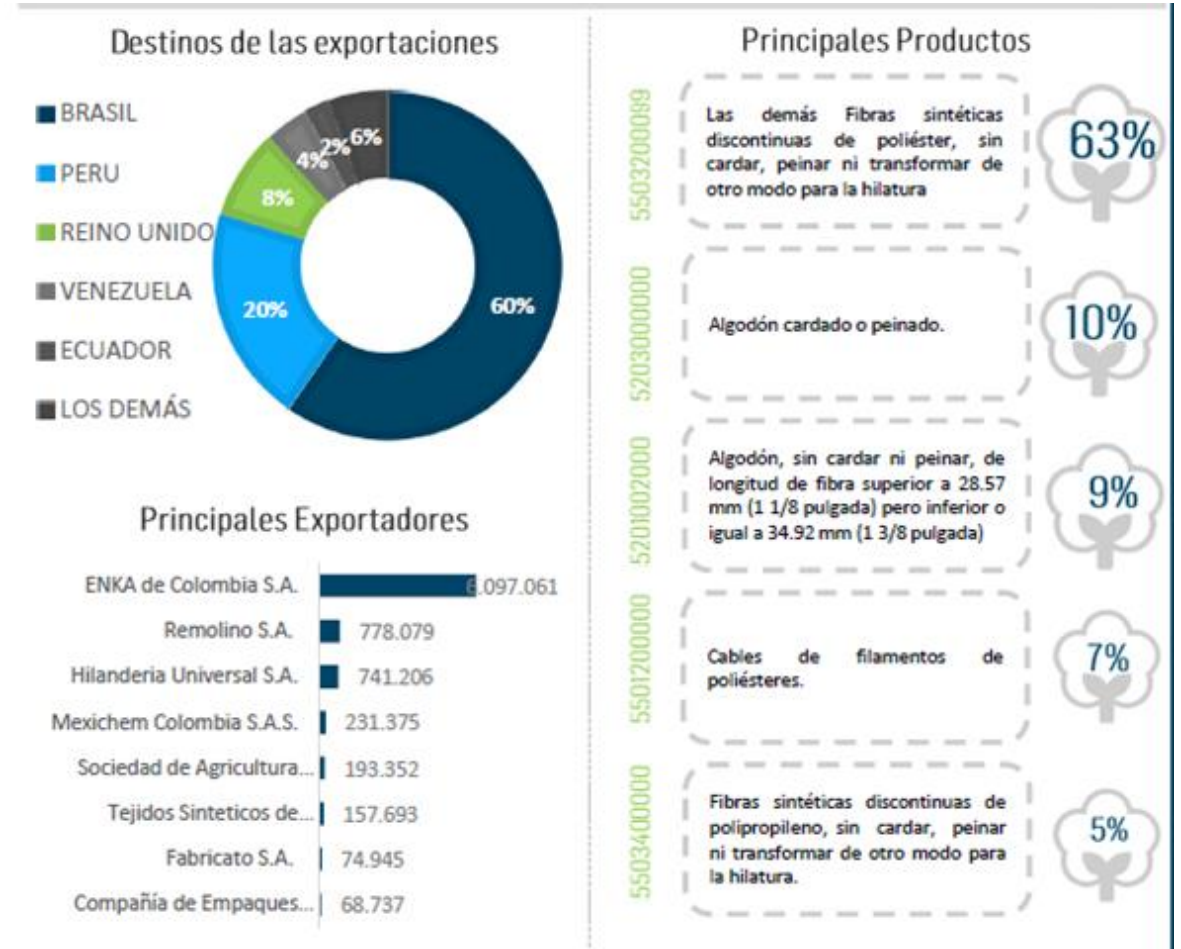 Destinos de las exportaciones
BRASIL
PERU
REINO UNIDO
VENEZUELA
ECUADOR
LOS DEMÁS
60%
20%
8%
4%
2%
6%
Principales Exportadores
ENKA de Colombia S.A. 6.097.061
Remolino S.A. 778.079
Hilanderia Universal S.A. 741.206
Mexichem Colombia S.A.S. 231.375
Sociedad de Agricultura... 193.352
Tejidos Sinteticos de... 157.693
Fabricato S.A. 74.945
Compañía de Empaques... 68.737
Principales Productos
5503200099
Las demás Fibras sintéticas
discontinuas de poliéster, sin
cardar, peinar ni transformar de
otro modo para la hilatura
63%
5203000000
Algodón cardado o peinado.
10%
5201002000
Algodón, sin cardar ni peinar, de
longitud de fibra superior a 28.57
mm (1 1/8 pulgada) pero inferior o
igual a 34.92 mm (1 3/8 pulgada)
9%
5501200000
Cables de filamentos de
poliésteres.
7%
5503400000
Fibras sintéticas discontinuas de
polipropileno, sin cardar, peinar
ni transformar de otro modo para
la hilatura.
5%